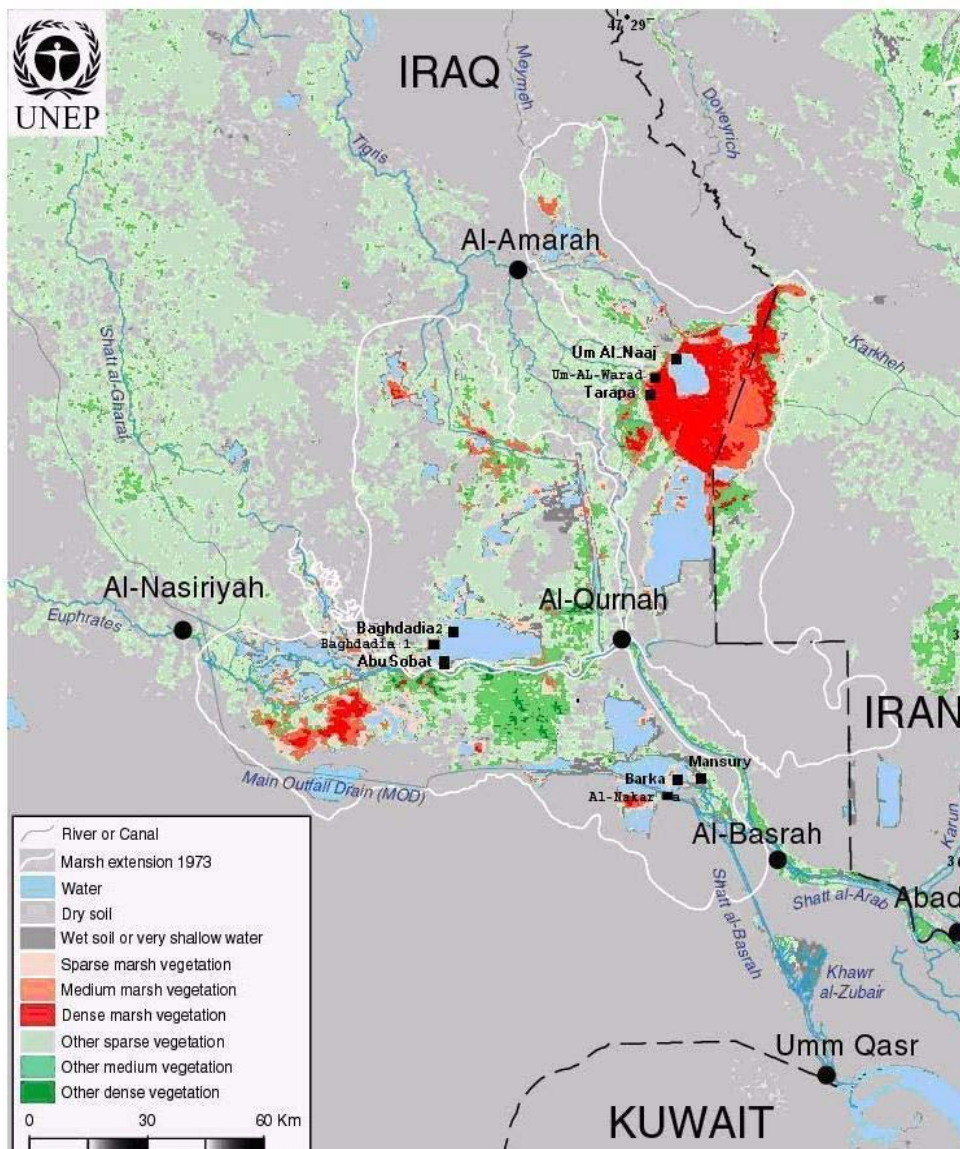 47 29
IRAQ
UNEP
Meymeh
Doveyrich
Tigris
Al-Amarah
Shatt al-Gharaf
Um Al_Naaj
Um-AL-Warad
Tarapa
Karkheh
Al-Nasiriyah
Euphrates
Al-Qurnah
Baghdadia2
Baghdadia 1
Abu Sobat
IRAN
Mansury
Barka
Main Outfall Drain (MOD)
Al-Basrah
Karun
Shatt al-Arab
Abad
Shatt al-Basrah
Khawr
al-Zubair
Umm Qasr
KUWAIT
River or Canal
Marsh extension 1973
Water
Dry soil
Wet soil or very shallow water
Sparse marsh vegetation
Medium marsh vegetation
Dense marsh vegetation
Other sparse vegetation
Other medium vegetation
Other dense vegetation
0 30 60 Km